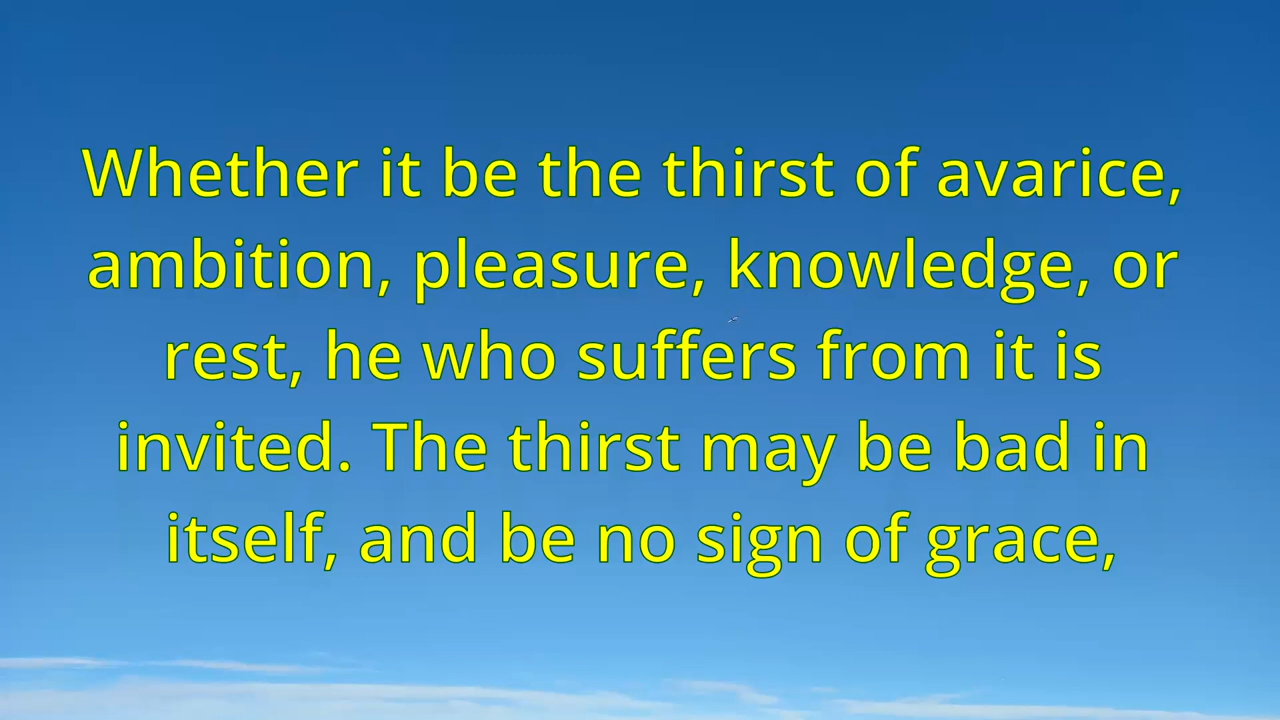 Whether it be the thirst of avarice,
ambition, pleasure, knowledge, or
rest, he who suffers from it is
invited. The thirst may be bad in
itself, and be no sign of grace,